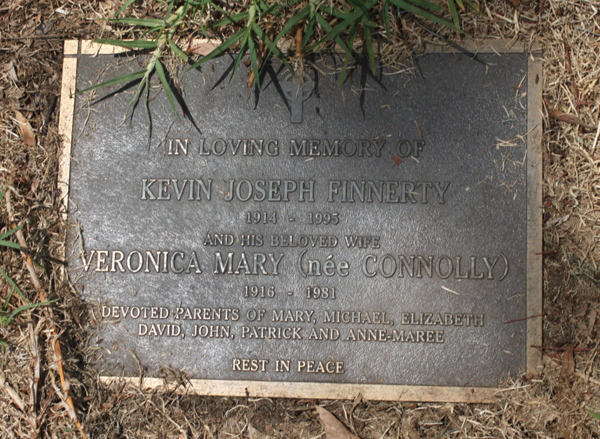 IN LOVING MEMORY OF
KEVIN JOSEPH FINNERTY
1914 - 1995
AND HIS BELOVED WIFE
VERONICA MARY (née CONNOLLY)
1916 - 1981
DEVOTED PARENTS OF MARY, MICHAEL, ELIZABETH
DAVID, JOHN, PATRICK AND ANNE-MAREE
REST IN PEACE